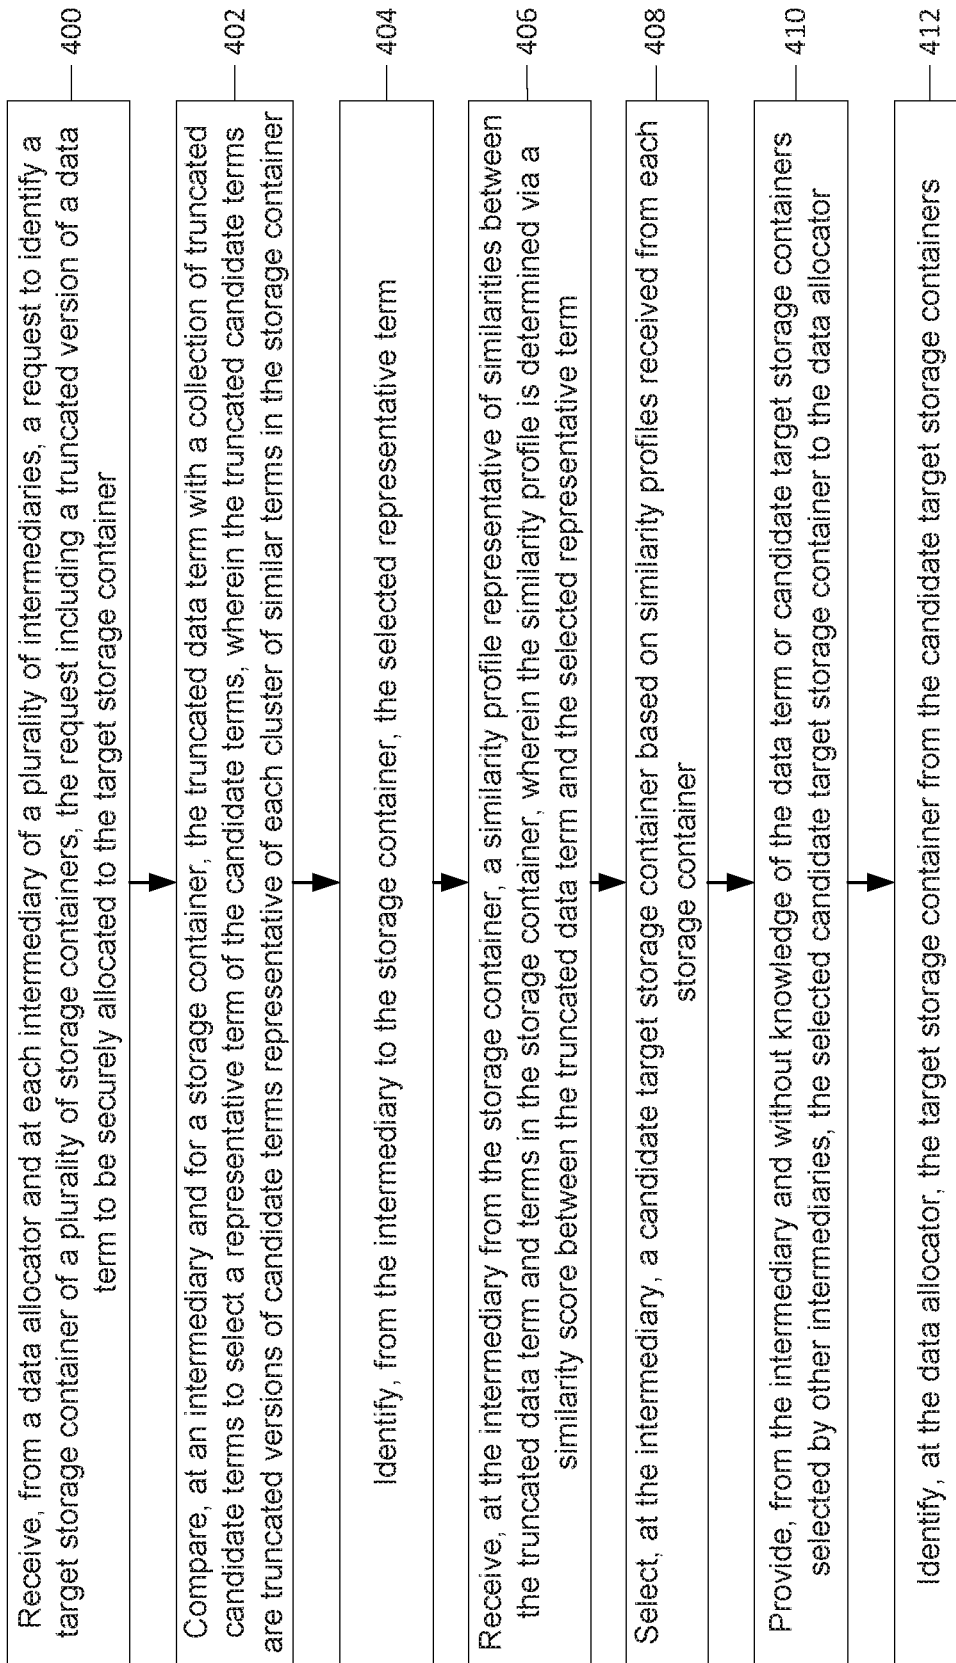 Receive, from a data allocator and at each intermediary of a plurality of intermediaries, a request to identify a
target storage container of a plurality of storage containers, the request including a truncated version of a data
term to be securely allocated to the target storage container
400
Compare, at an intermediary and for a storage container, the truncated data term with a collection of truncated
candidate terms to select a representative term of the candidate terms, wherein the truncated candidate terms
are truncated versions of candidate terms representative of each cluster of similar terms in the storage container
402
Identify, from the intermediary to the storage container, the selected representative term
404
Receive, at the intermediary from the storage container, a similarity profile representative of similarities between
the truncated data term and terms in the storage container, wherein the similarity profile is determined via a
similarity score between the truncated data term and the selected representative term
406
Select, at the intermediary, a candidate target storage container based on similarity profiles received from each
storage container
408
Provide, from the intermediary and without knowledge of the data term or candidate target storage containers
selected by other intermediaries, the selected candidate target storage container to the data allocator
410
Identify, at the data allocator, the target storage container from the candidate target storage containers
412